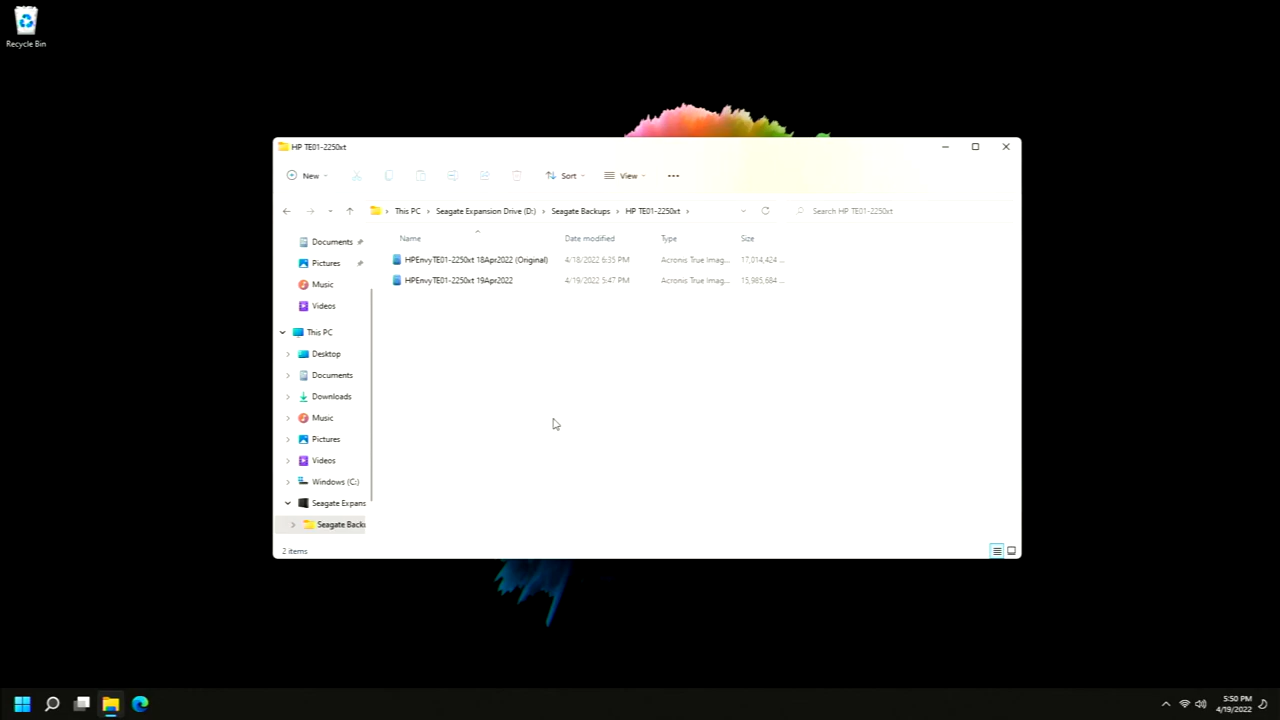 Recycle Bin
HP TE01-2250xt
New
Sort
View
This PC > Seagate Expansion Drive (D:) > Seagate Backups > HP TE01-2250xt >
Search HP TE01-2250xt
Name Date modified Type Size
HPEnvyTE01-2250xt 18Apr2022 (Original) 4/18/2022 6:35 PM Acronis True Imag... 17,014,424 ...
HPEnvyTE01-2250xt 19Apr2022 4/19/2022 5:47 PM Acronis True Imag... 15,985,684 ...
Documents
Pictures
Music
Videos
This PC
Desktop
Documents
Downloads
Music
Pictures
Videos
Windows (C:)
Seagate Expans
Seagate Backu
2 items
5:50 PM
4/19/2022